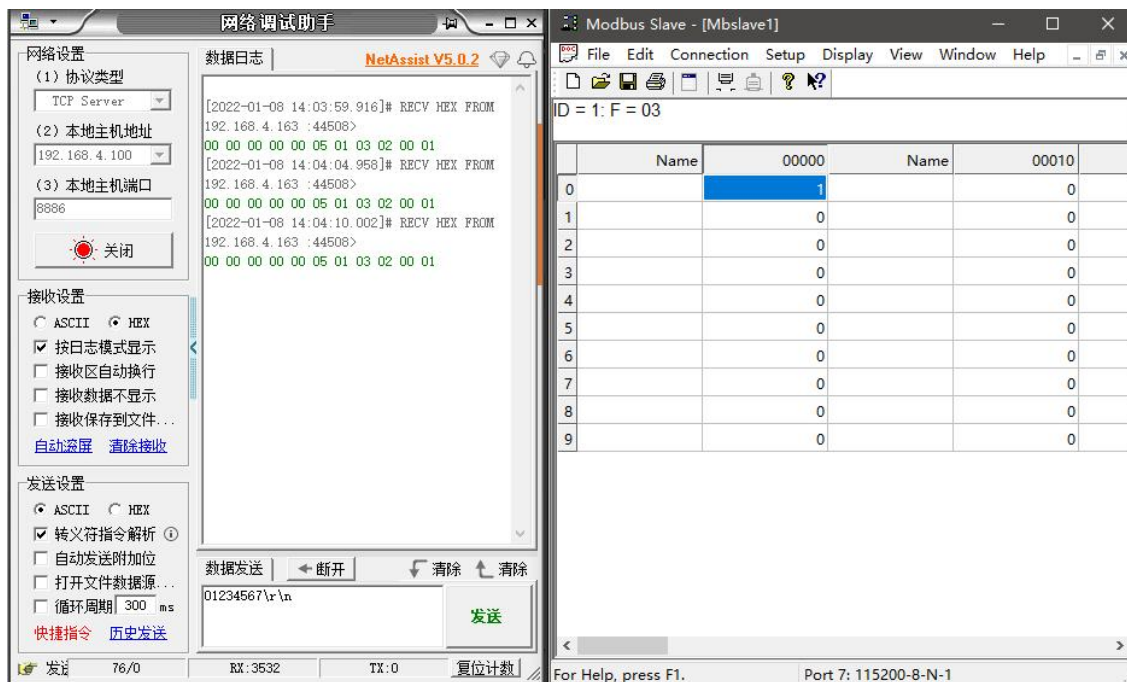 网络调试助手
网络设置
(1) 协议类型
TCP Server
(2) 本地主机地址
192.168.4.100
(3) 本地主机端口
8886
关闭
接收设置
ASCII HEX
按日志模式显示
接收区自动换行
接收数据不显示
接收保存到文件...
自动滚屏 清除接收
发送设置
ASCII HEX
转义符指令解析
自动发送附加位
打开文件数据源...
循环周期 300 ms
快捷指令 历史发送
数据日志 NetAssist V5.0.2
[2022-01-08 14:03:59.916]# RECV HEX FROM
192.168.4.163 :44508>
00 00 00 00 00 05 01 03 02 00 01
[2022-01-08 14:04:04.958]# RECV HEX FROM
192.168.4.163 :44508>
00 00 00 00 00 05 01 03 02 00 01
[2022-01-08 14:04:10.002]# RECV HEX FROM
192.168.4.163 :44508>
00 00 00 00 00 05 01 03 02 00 01
数据发送 断开 清除 清除
01234567\r\n
发送
76/0 RX:3532 TX:0 复位计数
Modbus Slave - [Mbslave1]
File Edit Connection Setup Display View Window Help
ID = 1: F = 03
Name 00000 Name 00010
0 1 0
1 0 0
2 0 0
3 0 0
4 0 0
5 0 0
6 0 0
7 0 0
8 0 0
9 0 0
For Help, press F1. Port 7: 115200-8-N-1